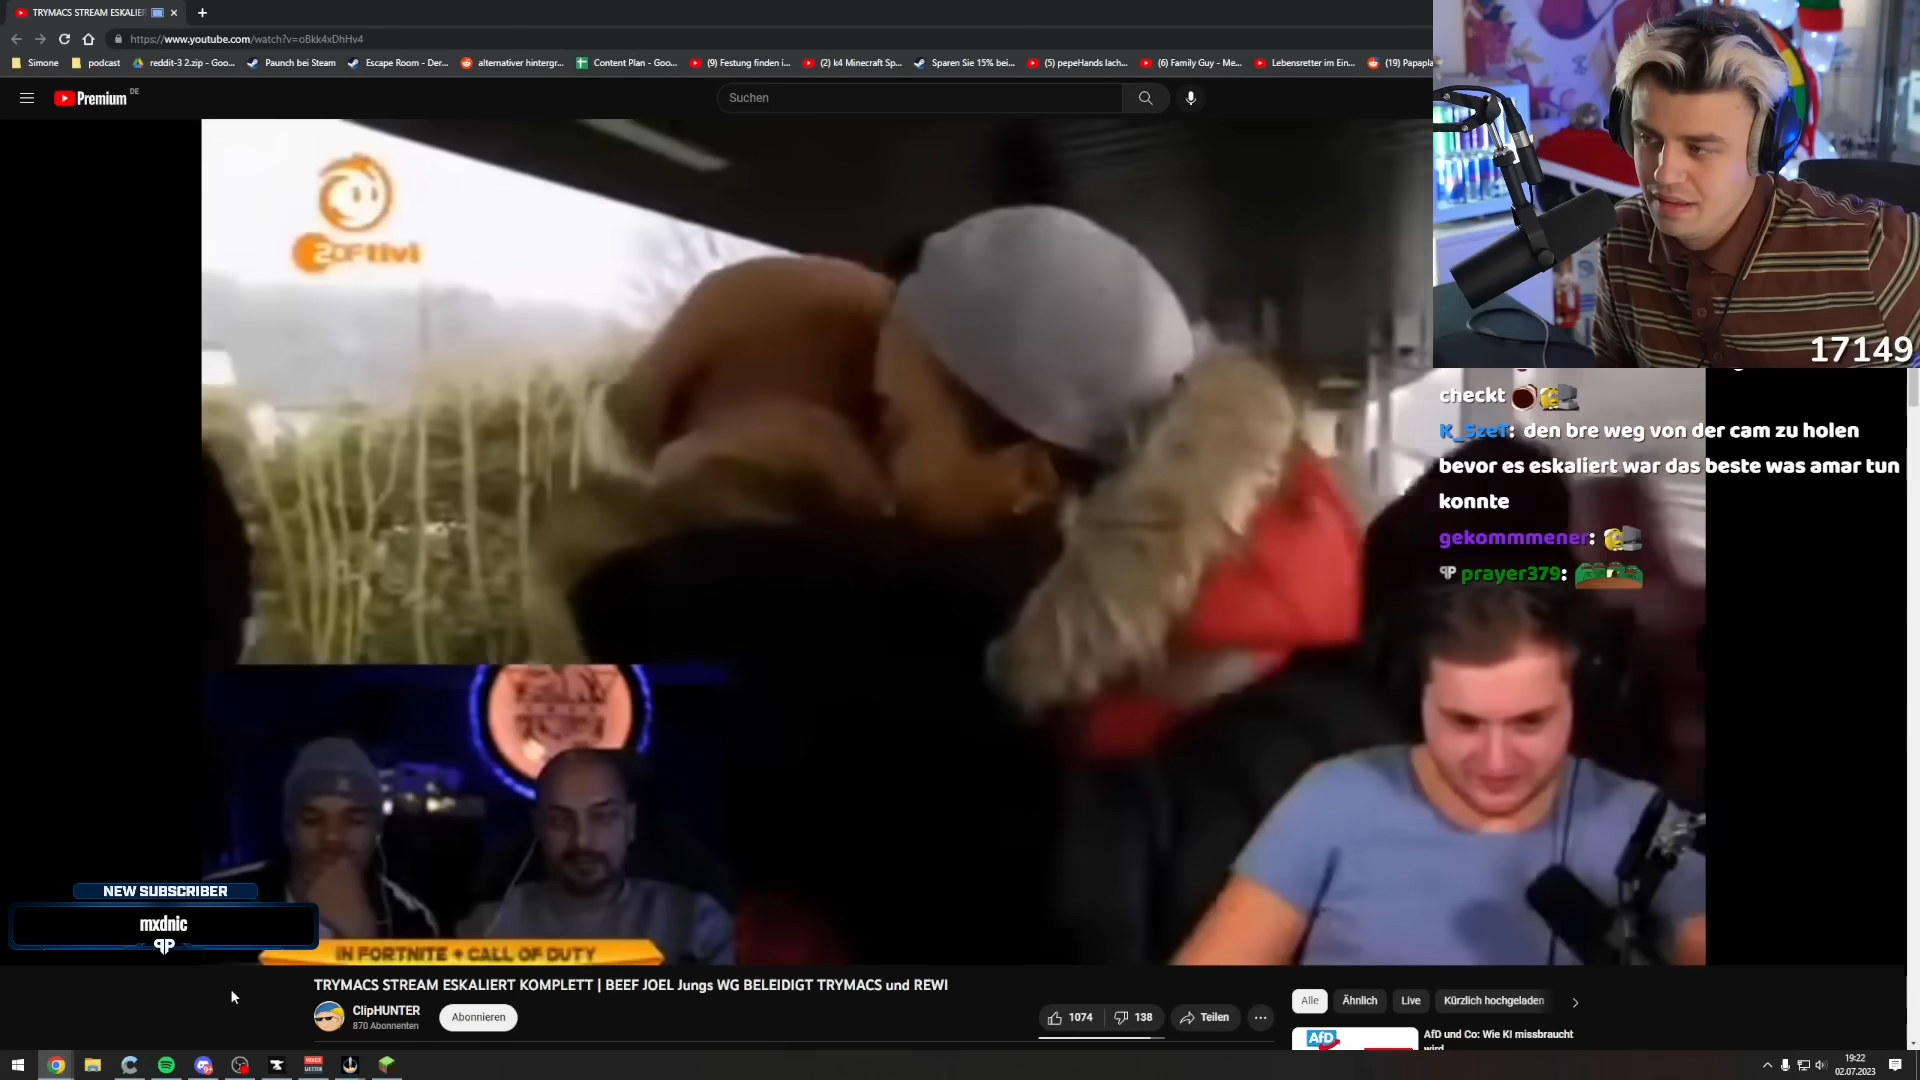 TRYMACS STREAM ESKALIER
https://www.youtube.com/watch?v=oBkk4xDhHv4
Simone
podcast
reddit-3 2.zip - Goo...
Paunch bei Steam
Escape Room - Der...
alternativer hintergr...
Content Plan - Goo...
(9) Festung finden i...
(2) k4 Minecraft Sp...
Sparen Sie 15% bei...
(5) pepeHands lach...
(6) Family Guy - Me...
Lebensretter im Ein...
(19) Papapla
Premium DE
Suchen
ZDFtivi
17149
checkt
K_SzeT: den bre weg von der cam zu holen
bevor es eskaliert war das beste was amar tun
konnte
gekommmener:
prayer379:
NEW SUBSCRIBER
mxdnic
IN FORTNITE + CALL OF DUTY
TRYMACS STREAM ESKALIERT KOMPLETT | BEEF JOEL Jungs WG BELEIDIGT TRYMACS und REWI
ClipHUNTER
870 Abonnenten
Abonnieren
1074
138
Teilen
Alle
Ähnlich
Live
Kürzlich hochgeladen
AfD
AfD und Co: Wie KI missbraucht
wird
19:22
02.07.2023